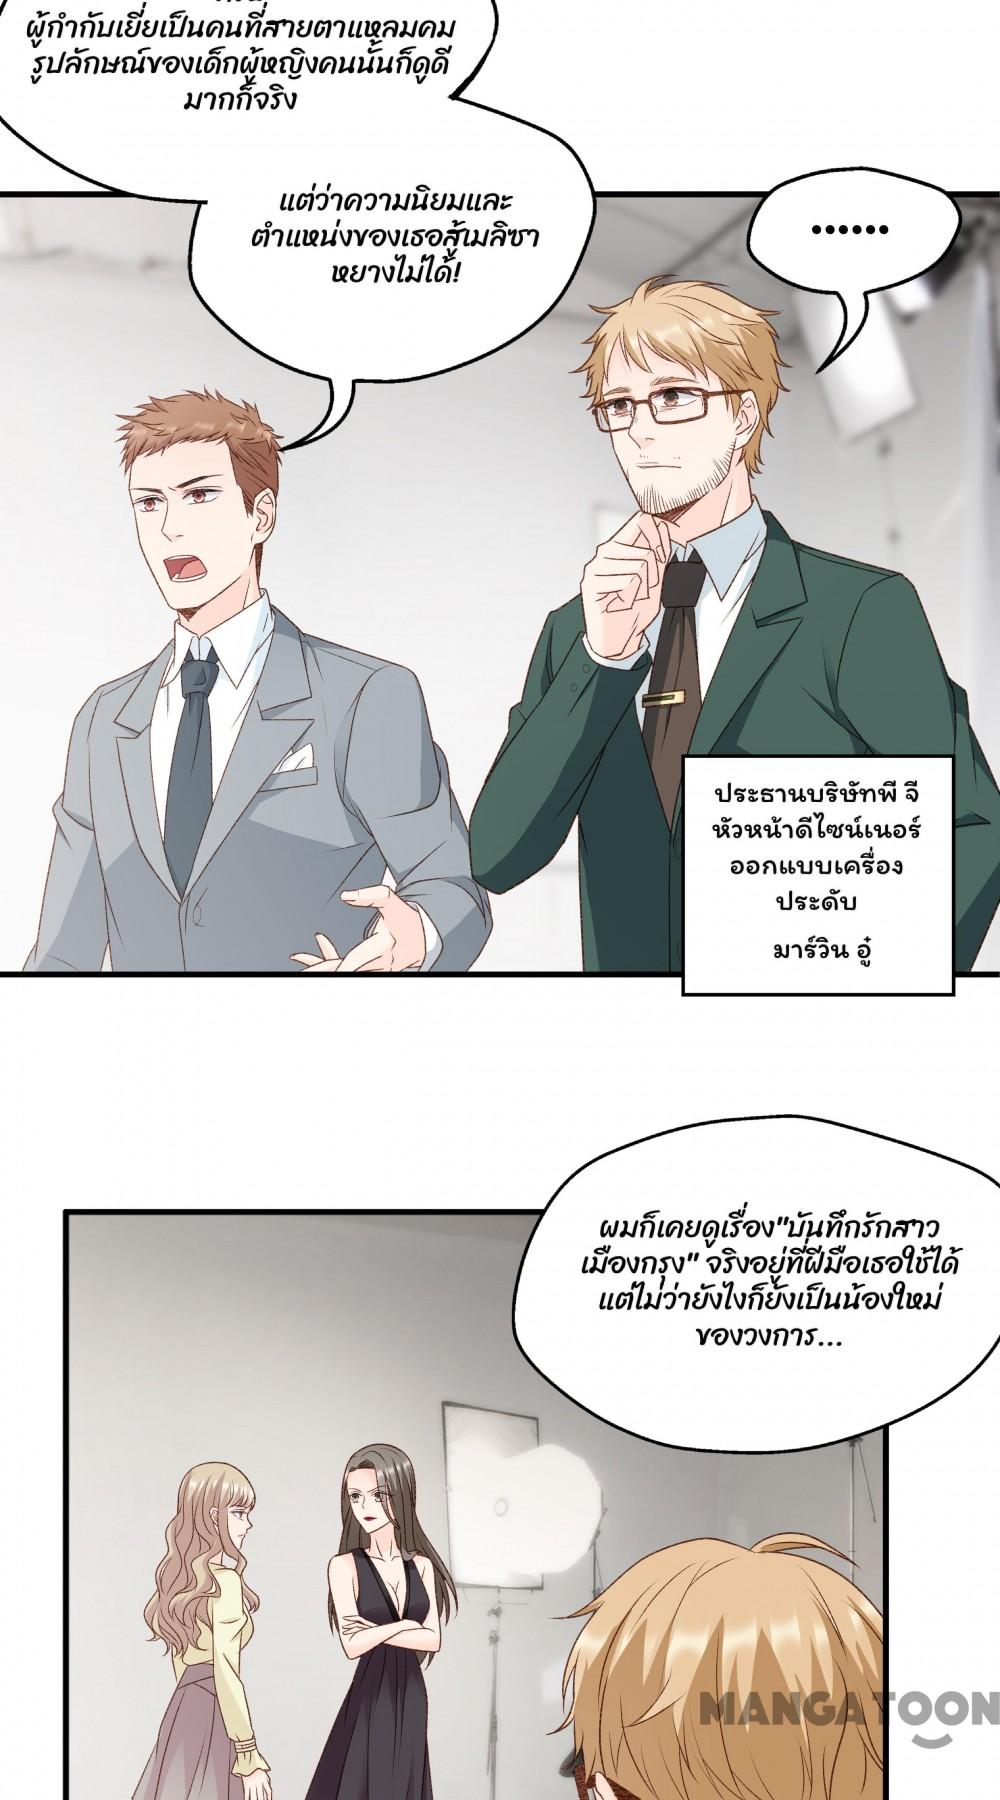 ผู้กำกับเยี่ยเป็นคนที่สายตาแหลมคม
รูปลักษณ์ของเด็กผู้หญิงคนนั้นก็ดูดี
มากก็จริง
แต่ว่าความนิยมและ
ตำแหน่งของเธอสู้เมลิซา
หยางไม่ได้!
......
ประธานบริษัทพี จี
หัวหน้าดีไซน์เนอร์
ออกแบบเครื่อง
ประดับ
มาร์วิน อู๋
ผมก็เคยดูเรื่อง"บันทึกรักสาว
เมืองกรุง" จริงอยู่ที่ฝีมือเธอใช้ได้
แต่ไม่ว่ายังไงก็ยังเป็นน้องใหม่
ของวงการ...
MANGATOON